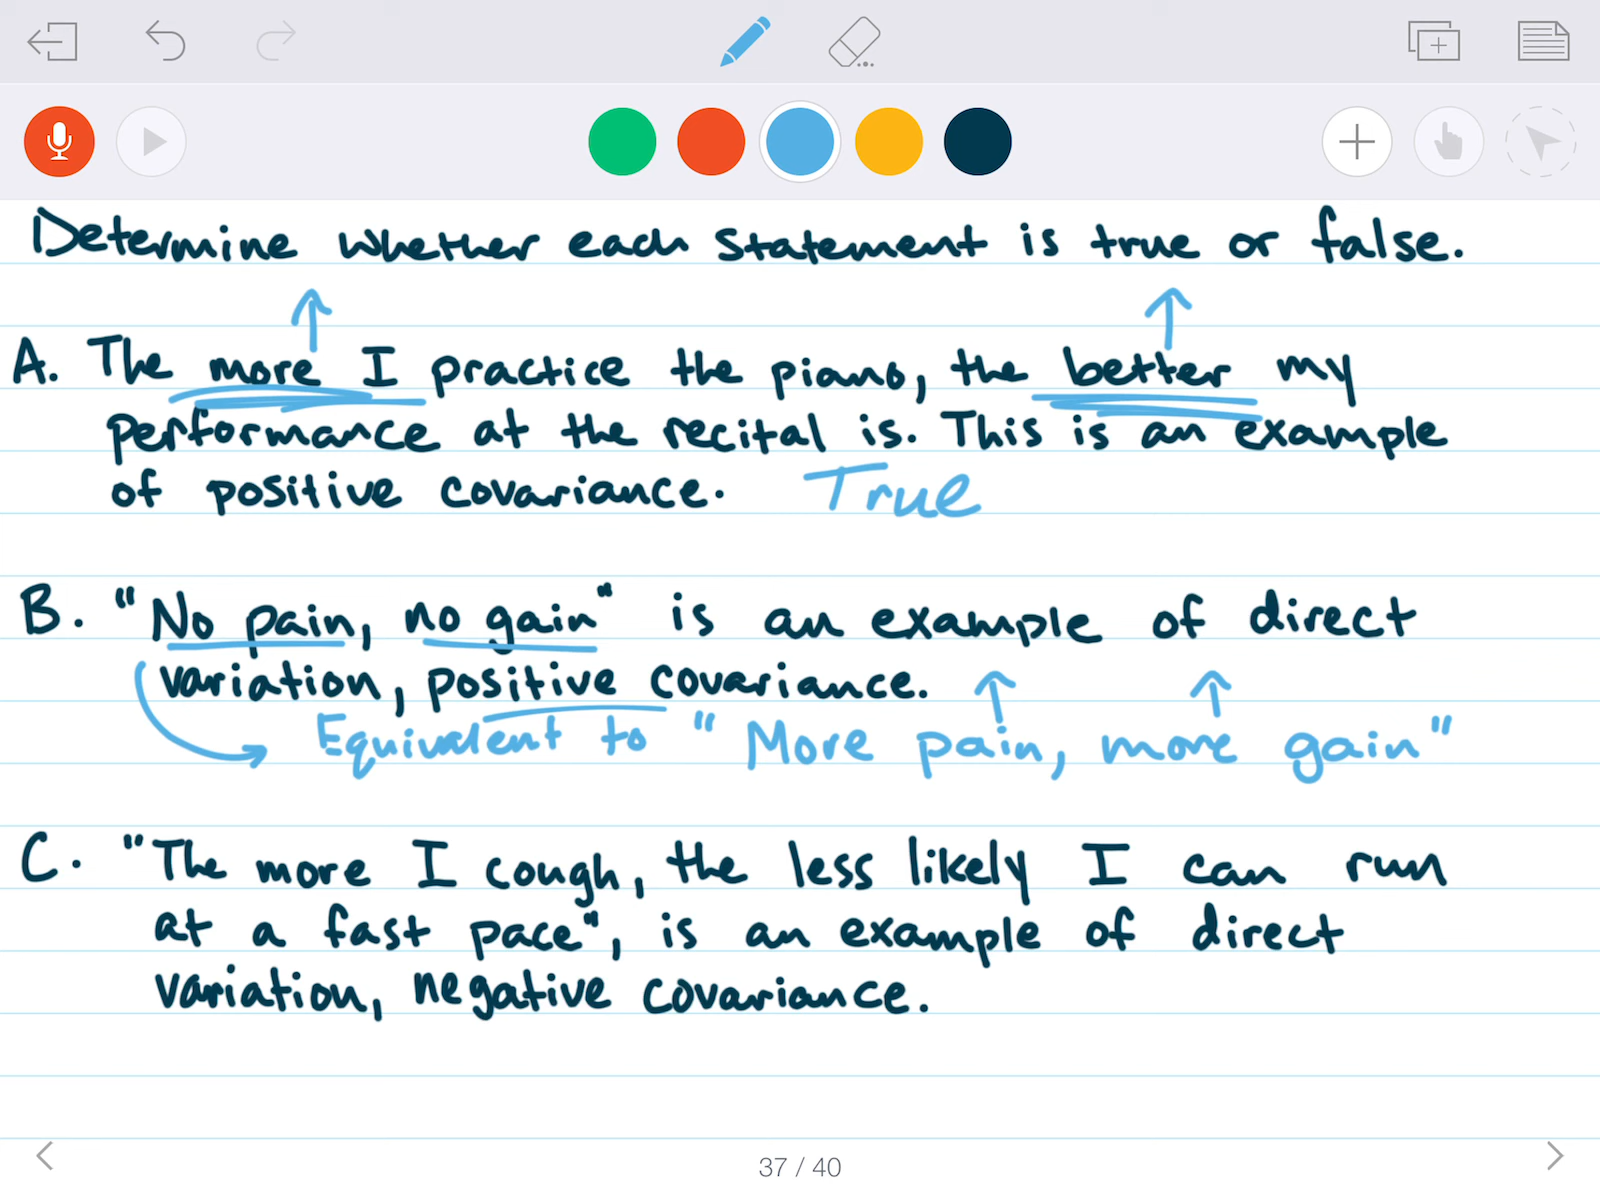 Determine whether each statement is true or false.
A. The more I practice the piano, the better my
performance at the recital is. This is an example
of positive covariance. True
B. "No pain, no gain" is an example of direct
variation, positive covariance.
Equivalent to "More pain, more gain"
C. "The more I cough, the less likely I can run
at a fast pace", is an example of direct
variation, negative covariance.
37 / 40